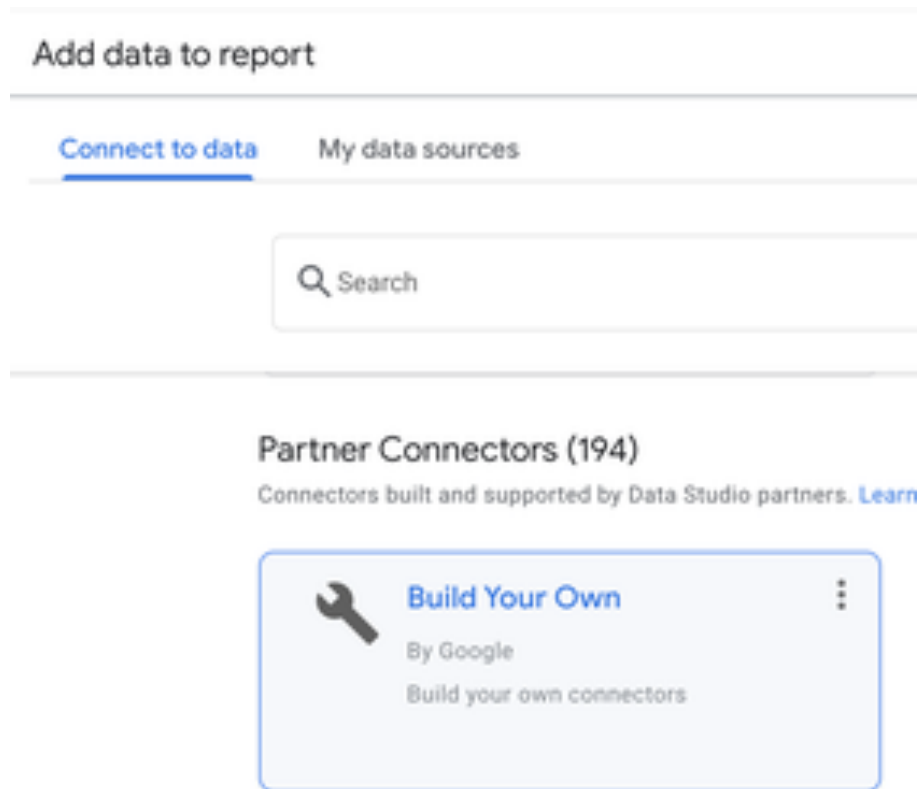 Add data to report
Connect to data My data sources
Search
Partner Connectors (194)
Connectors built and supported by Data Studio partners. Learn
Build Your Own
By Google
Build your own connectors